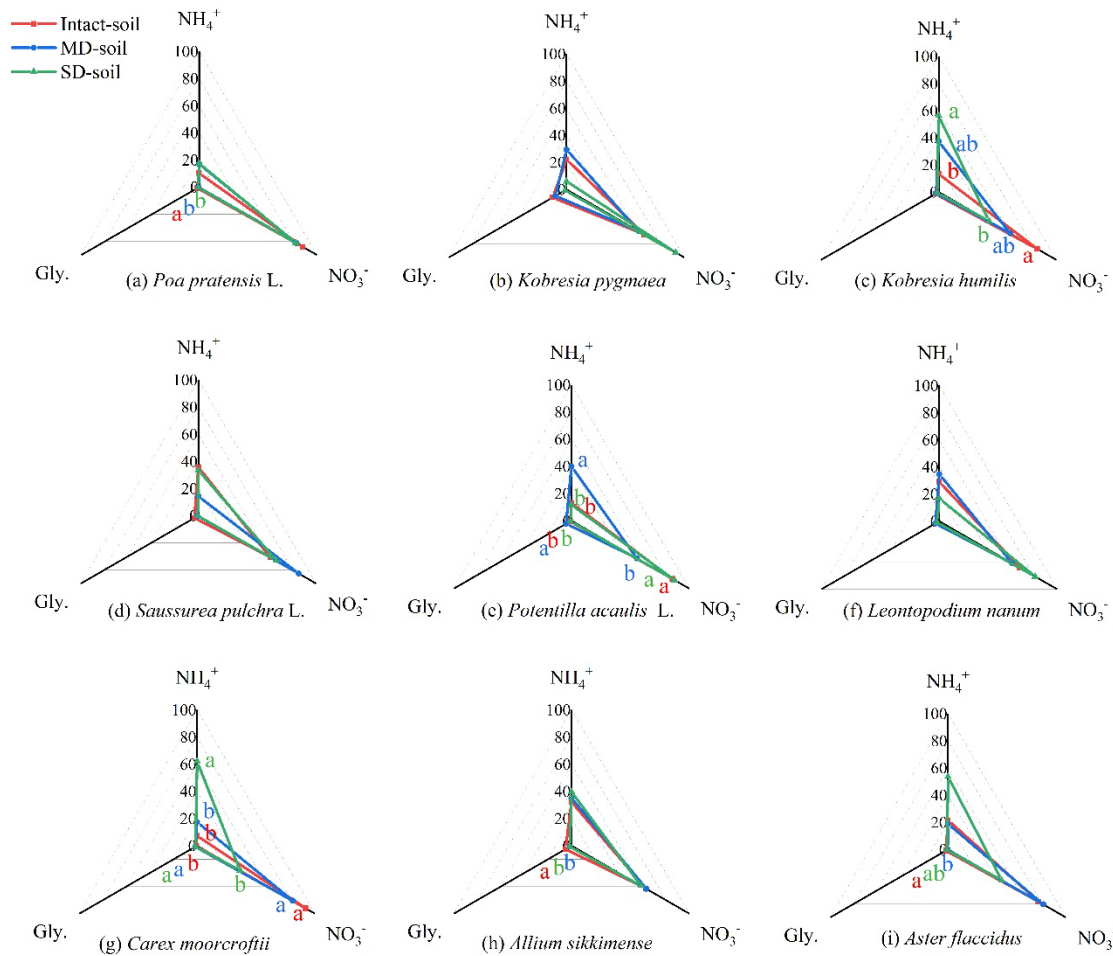 Intact-soil
MD-soil
SD-soil
NH₄⁺
100
80
60
40
20
0
a b b
Gly.
NO₃⁻
(a) Poa pratensis L.
NH₄⁺
100
80
60
40
20
0
Gly.
NO₃⁻
(b) Kobresia pygmaea
NH₄⁺
100
80
60
40
20
0
a
ab
b
b
ab
a
Gly.
NO₃⁻
(c) Kobresia humilis
NH₄⁺
100
80
60
40
20
0
Gly.
NO₃⁻
(d) Saussurea pulchra L.
NH₄⁺
100
80
60
40
20
0
a
b b
b
a b
b
a a
Gly.
NO₃⁻
(e) Potentilla acaulis L.
NH₄⁺
100
80
60
40
20
0
Gly.
NO₃⁻
(f) Leontopodium nanum
NH₄⁺
100
80
60
40
20
0
a
b
b
a a b
b
a
a
Gly.
NO₃⁻
(g) Carex moorcroftii
NH₄⁺
100
80
60
40
20
0
a b b
Gly.
NO₃⁻
(h) Allium sikkimense
NH₄⁺
100
80
60
40
20
0
a ab b
Gly.
NO₃⁻
(i) Aster flaccidus